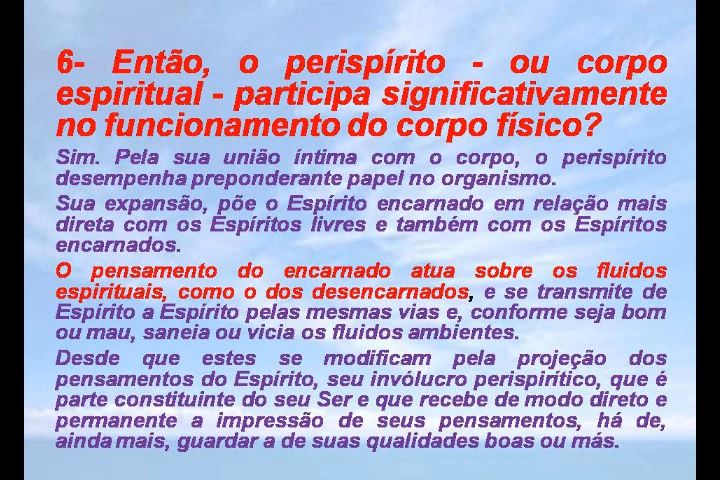 6- Então, o perispírito - ou corpo
espiritual - participa significativamente
no funcionamento do corpo físico?
Sim. Pela sua união íntima com o corpo, o perispírito
desempenha preponderante papel no organismo.
Sua expansão, põe o Espírito encarnado em relação mais
direta com os Espíritos livres e também com os Espíritos
encarnados.
O pensamento do encarnado atua sobre os fluidos
espirituais, como o dos desencarnados, e se transmite de
Espírito a Espírito pelas mesmas vias e, conforme seja bom
ou mau, saneia ou vicia os fluidos ambientes.
Desde que estes se modificam pela projeção dos
pensamentos do Espírito, seu invólucro perispirítico, que é
parte constituinte do seu Ser e que recebe de modo direto e
permanente a impressão de seus pensamentos, há de,
ainda mais, guardar a de suas qualidades boas ou más.